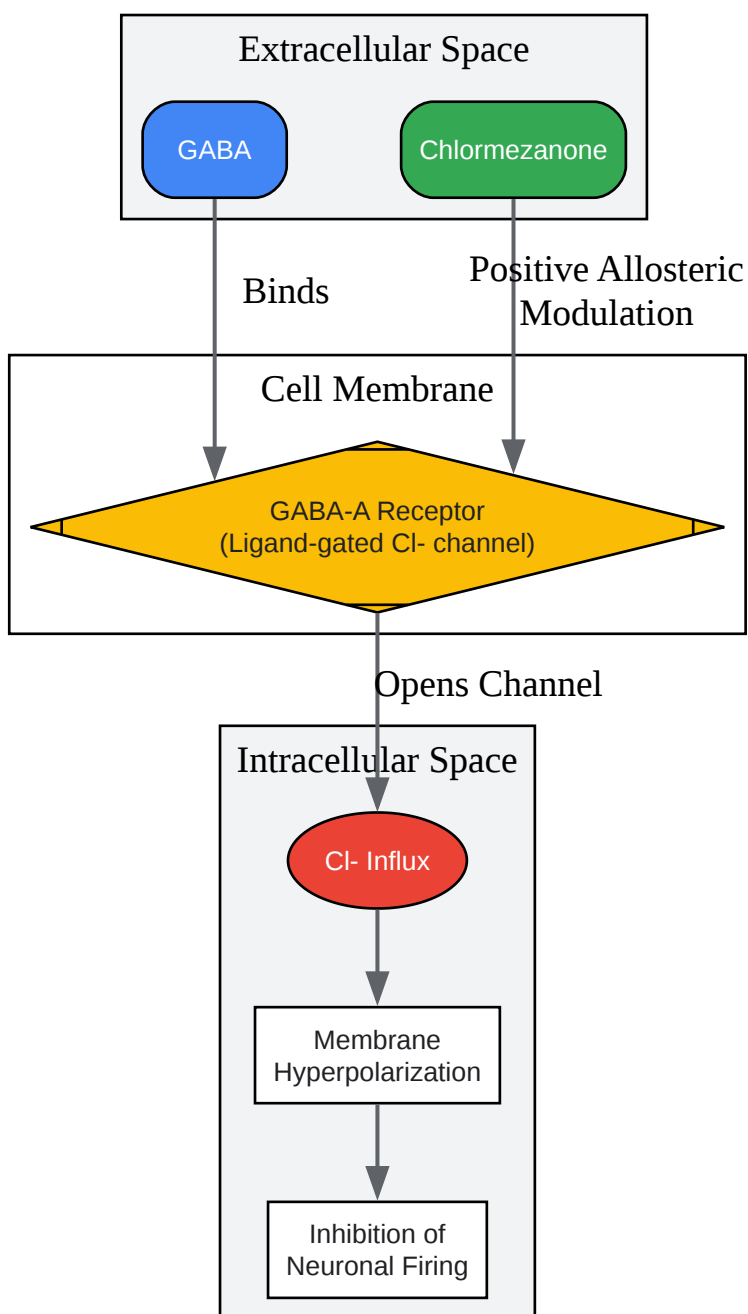 Extracellular Space
GABA
Chlormezanone
Binds
Positive Allosteric
Modulation
Cell Membrane
GABA-A Receptor
(Ligand-gated Cl- channel)
Opens Channel
Intracellular Space
Cl- Influx
Membrane
Hyperpolarization
Inhibition of
Neuronal Firing